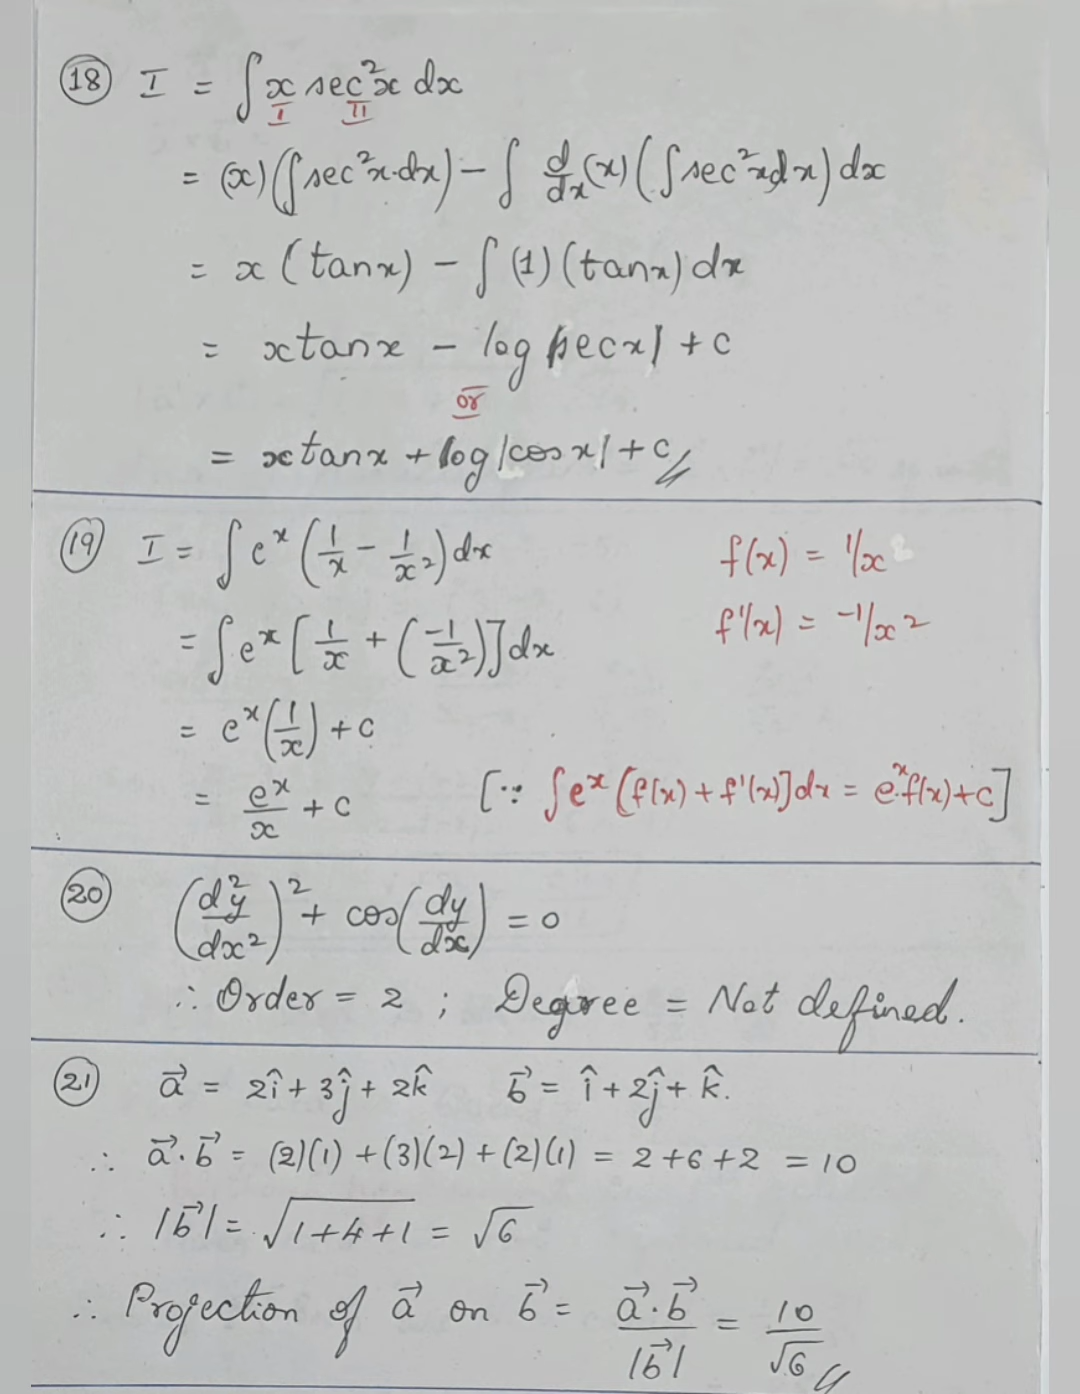 (18) I = ∫ x sec²x dx
I II
= (x)(∫sec²x.dx) - ∫ d/dx (x) (∫sec²xdx) dx
= x (tanx) - ∫ (1) (tanx) dx
= xtanx - log |secx| + c
or
= xtanx + log |cosx| + c
(19) I = ∫ eˣ (1/x - 1/x²) dx f(x) = 1/x
= ∫ eˣ [1/x + (-1/x²)] dx f'(x) = -1/x²
= eˣ (1/x) + c
= eˣ/x + c [∵ ∫eˣ [f(x) + f'(x)] dx = eˣ.f(x) + c]
(20) (d²y/dx²)² + cos(dy/dx) = 0
∴ Order = 2 ; Degree = Not defined.
(21) a⃗ = 2î + 3ĵ + 2k̂ b⃗ = î + 2ĵ + k̂.
∴ a⃗.b⃗ = (2)(1) + (3)(2) + (2)(1) = 2+6+2 = 10
∴ |b⃗| = √(1+4+1) = √6
∴ Projection of a⃗ on b⃗ = a⃗.b⃗/|b⃗| = 10/√6